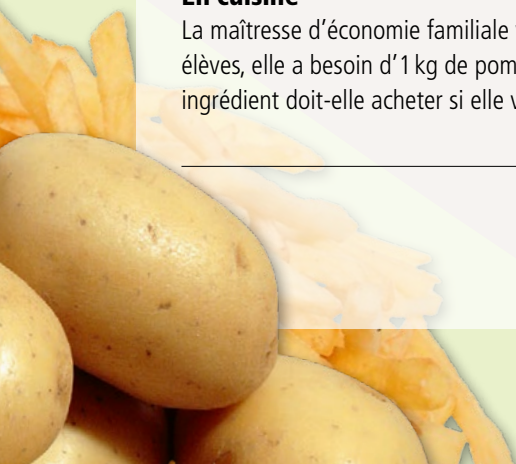 En cuisine
La maîtresse d’économie familiale
élèves, elle a besoin d’1 kg de pom
ingrédient doit-elle acheter si elle v